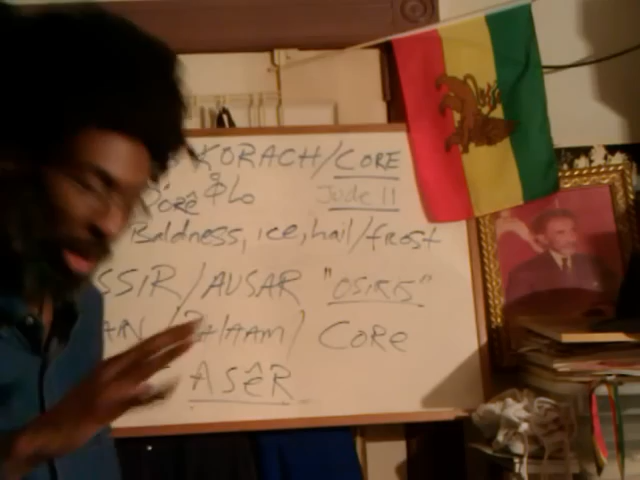 KORACH/CORE
Jude 11
Baldness, ice, hail/frost
SSIR/AUSAR "OSIRIS"
CORE
ASÊR